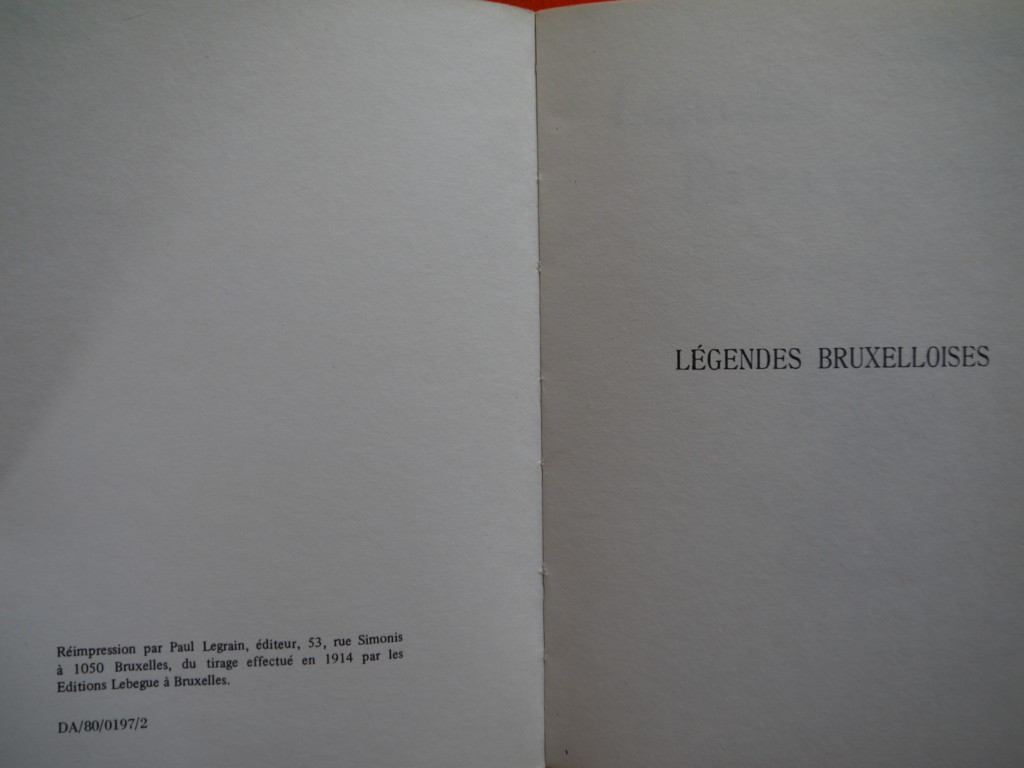 Réimpression par Paul Legrain, éditeur, 53, rue Simonis
à 1050 Bruxelles, du tirage effectué en 1914 par les
Editions Lebegue à Bruxelles.
DA/80/0197/2
LÉGENDES BRUXELLOISES